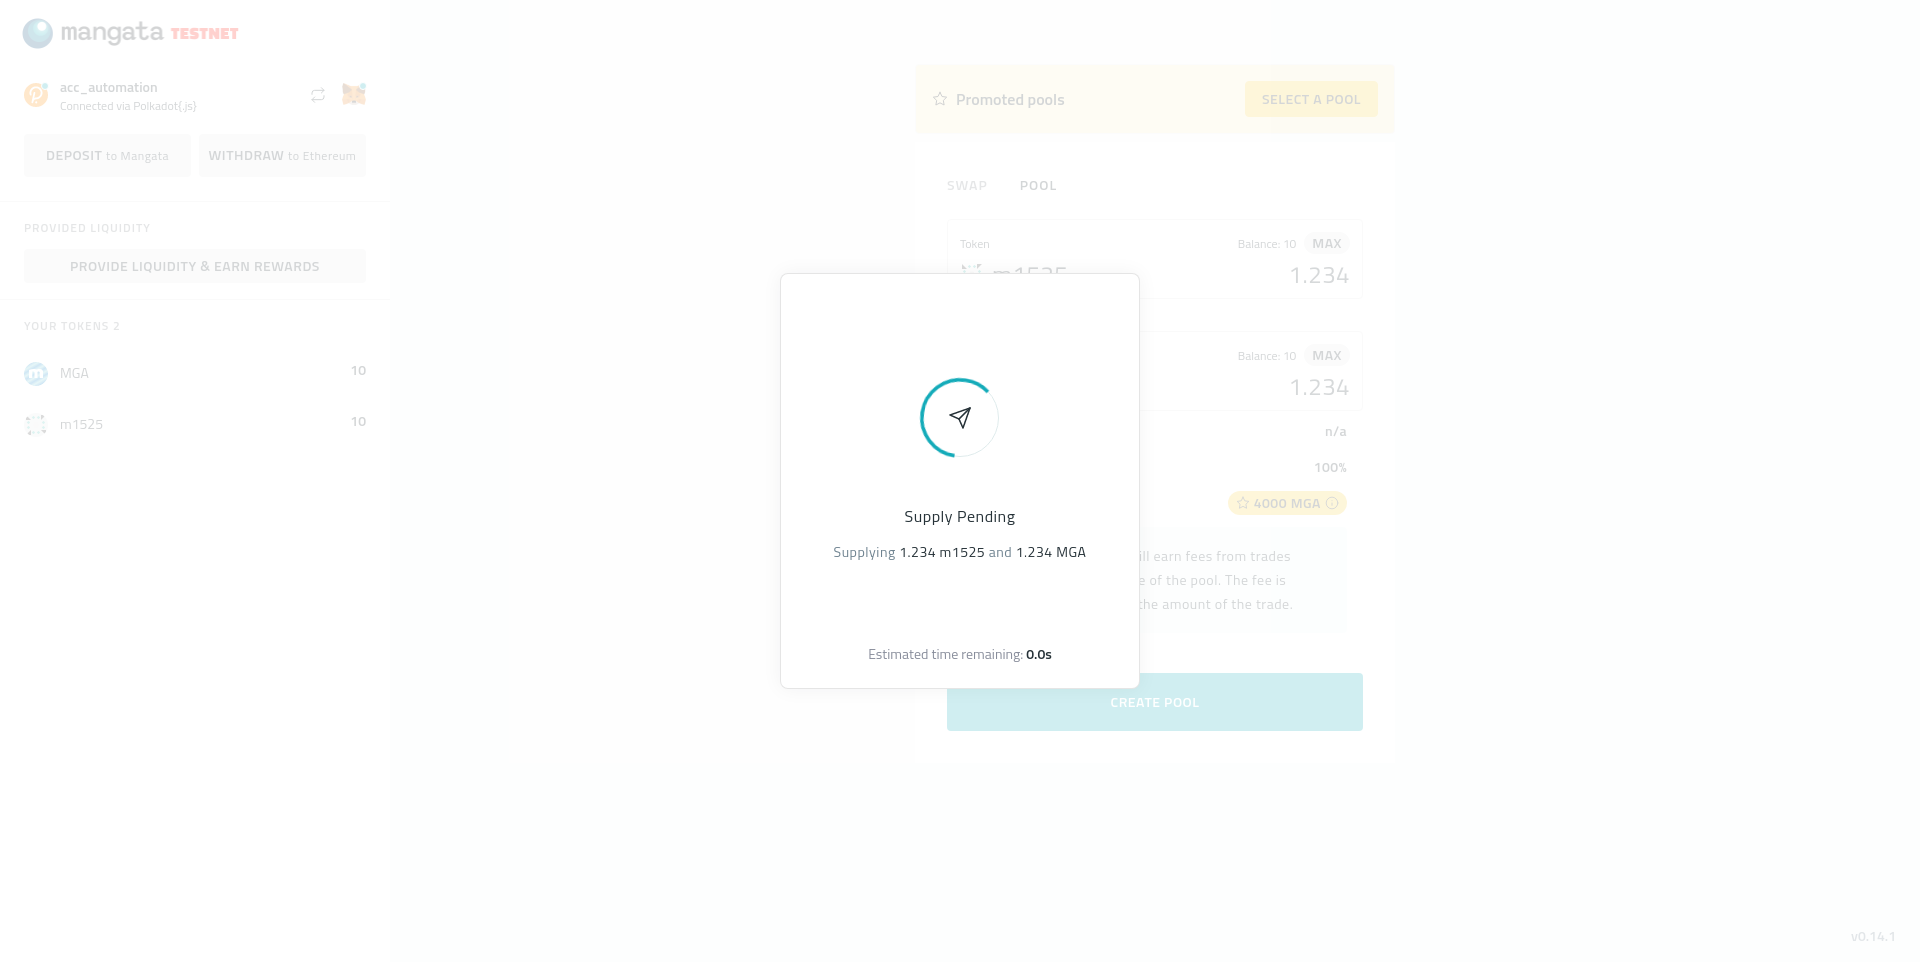 mangata TESTNET
acc_automation
Connected via Polkadot{.js}
DEPOSIT to Mangata
WITHDRAW to Ethereum
PROVIDED LIQUIDITY
PROVIDE LIQUIDITY & EARN REWARDS
YOUR TOKENS 2
MGA 10
m1525 10
Promoted pools
SELECT A POOL
SWAP POOL
Token Balance: 10 MAX
m1525 1.234
Balance: 10 MAX
1.234
n/a
100%
4000 MGA
Supply Pending
Supplying 1.234 m1525 and 1.234 MGA
Estimated time remaining: 0.0s
earn fees from trades
of the pool. The fee is
the amount of the trade.
CREATE POOL
v0.14.1